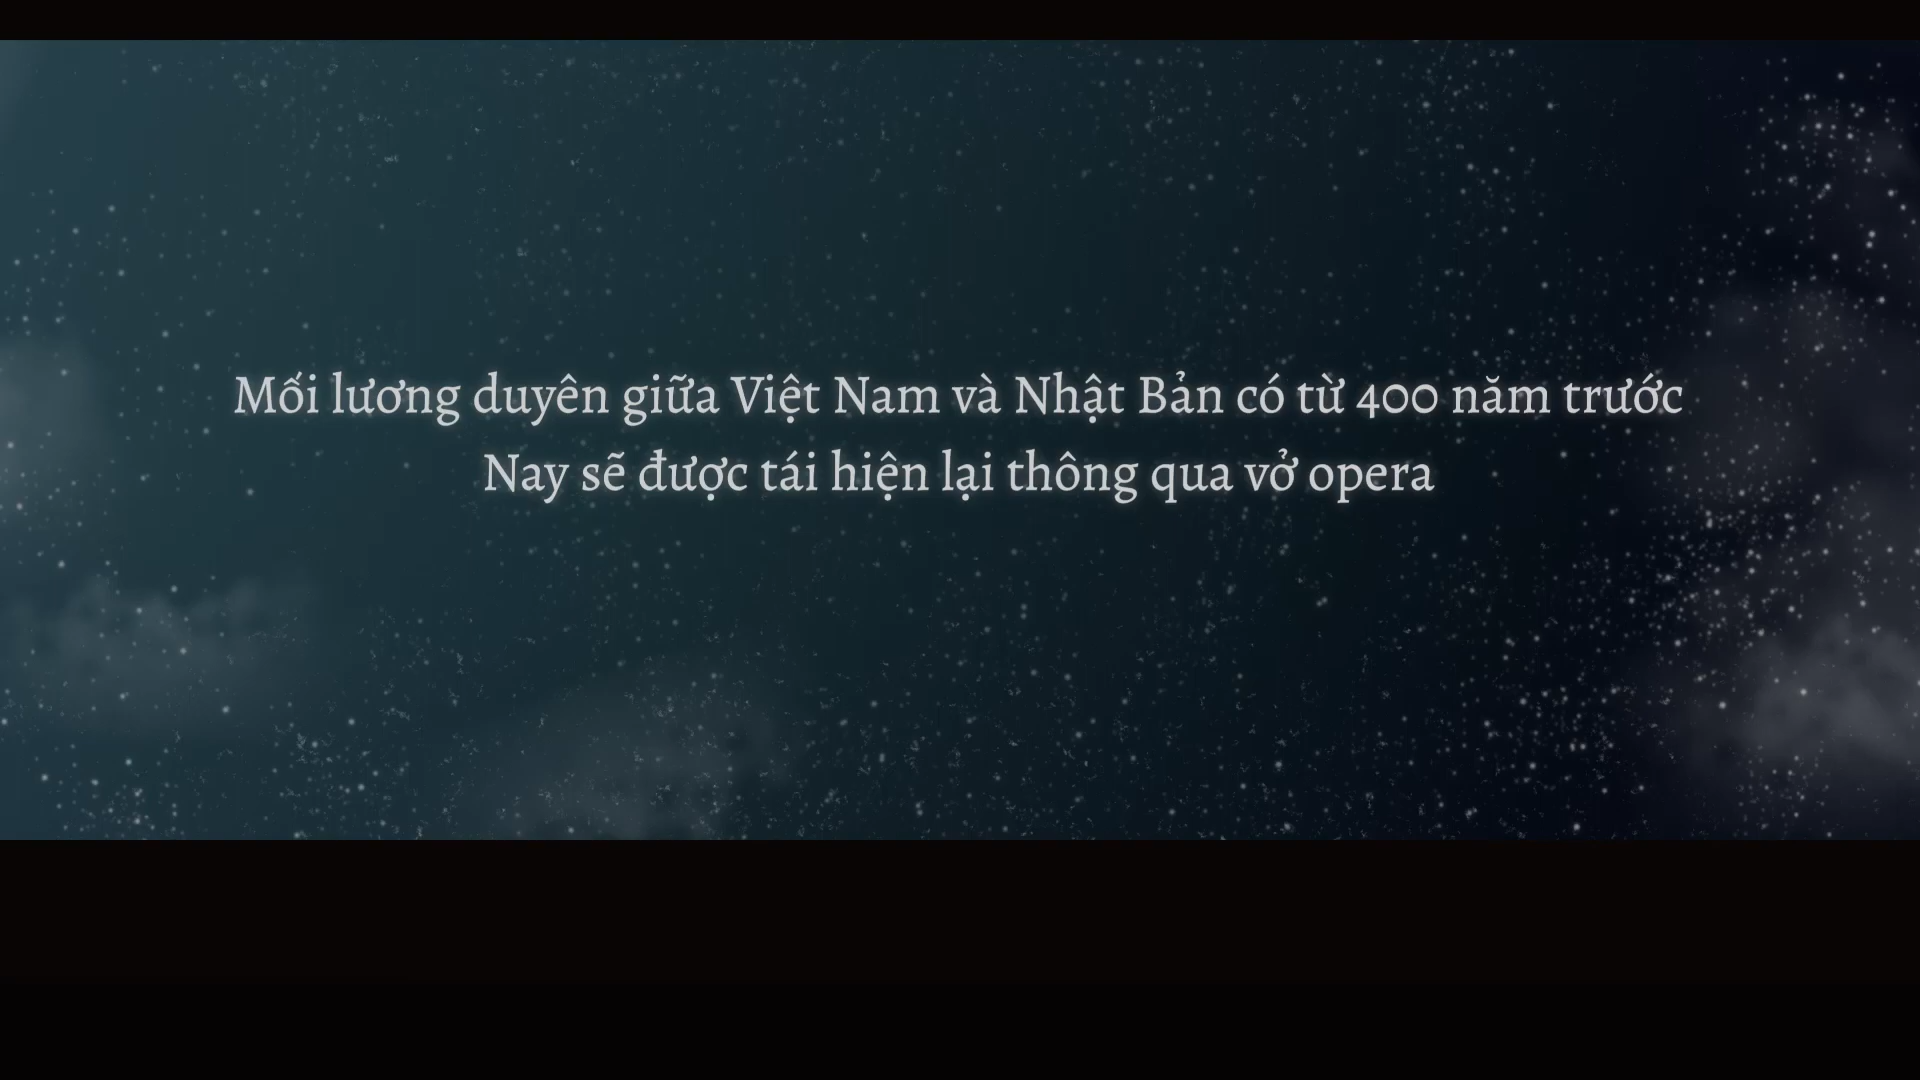 Mối lương duyên giữa Việt Nam và Nhật Bản có từ 400 năm trước
Nay sẽ được tái hiện lại thông qua vở opera